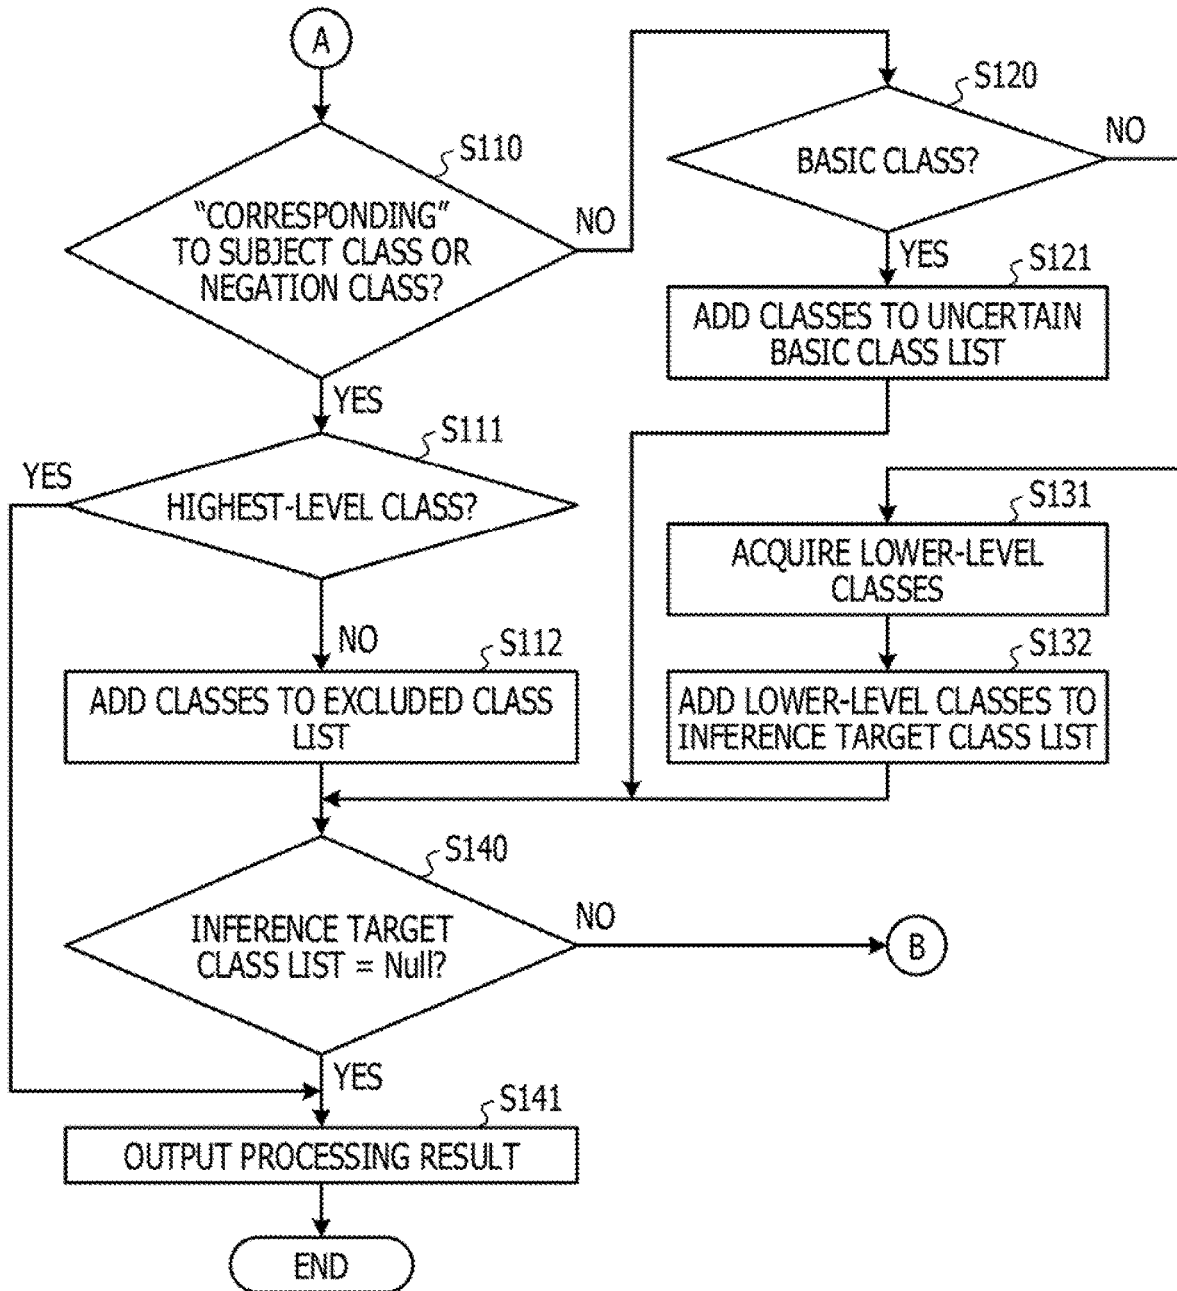 A
S110
"CORRESPONDING"
TO SUBJECT CLASS OR
NEGATION CLASS?
NO
YES
S120
BASIC CLASS?
NO
YES
S121
ADD CLASSES TO UNCERTAIN
BASIC CLASS LIST
S111
YES
HIGHEST-LEVEL CLASS?
NO
S131
ACQUIRE LOWER-LEVEL
CLASSES
S112
ADD CLASSES TO EXCLUDED CLASS
LIST
S132
ADD LOWER-LEVEL CLASSES TO
INFERENCE TARGET CLASS LIST
S140
INFERENCE TARGET
CLASS LIST = Null?
NO
B
YES
S141
OUTPUT PROCESSING RESULT
END